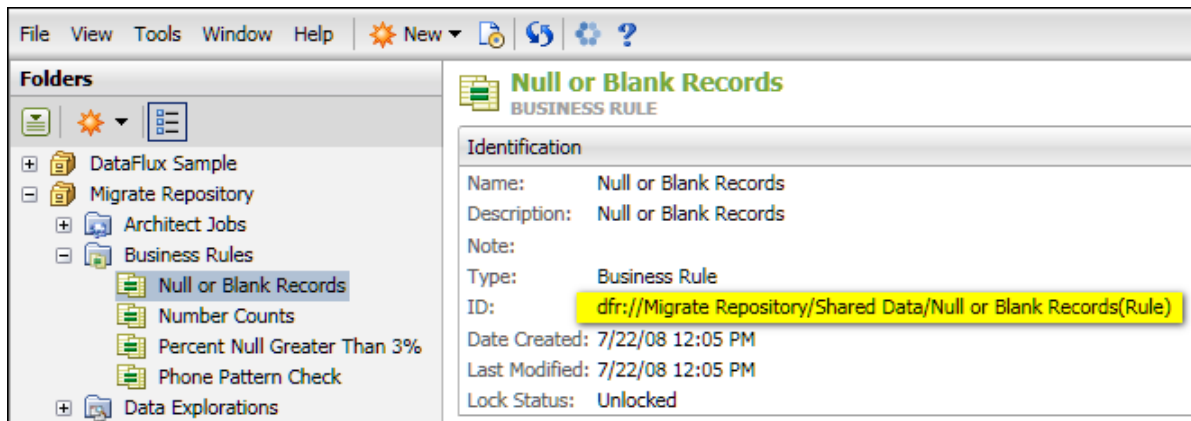 File View Tools Window Help New
Folders
DataFlux Sample
Migrate Repository
Architect Jobs
Business Rules
Null or Blank Records
Number Counts
Percent Null Greater Than 3%
Phone Pattern Check
Data Explorations
Null or Blank Records
BUSINESS RULE
Identification
Name: Null or Blank Records
Description: Null or Blank Records
Note:
Type: Business Rule
ID: dfr://Migrate Repository/Shared Data/Null or Blank Records(Rule)
Date Created: 7/22/08 12:05 PM
Last Modified: 7/22/08 12:05 PM
Lock Status: Unlocked